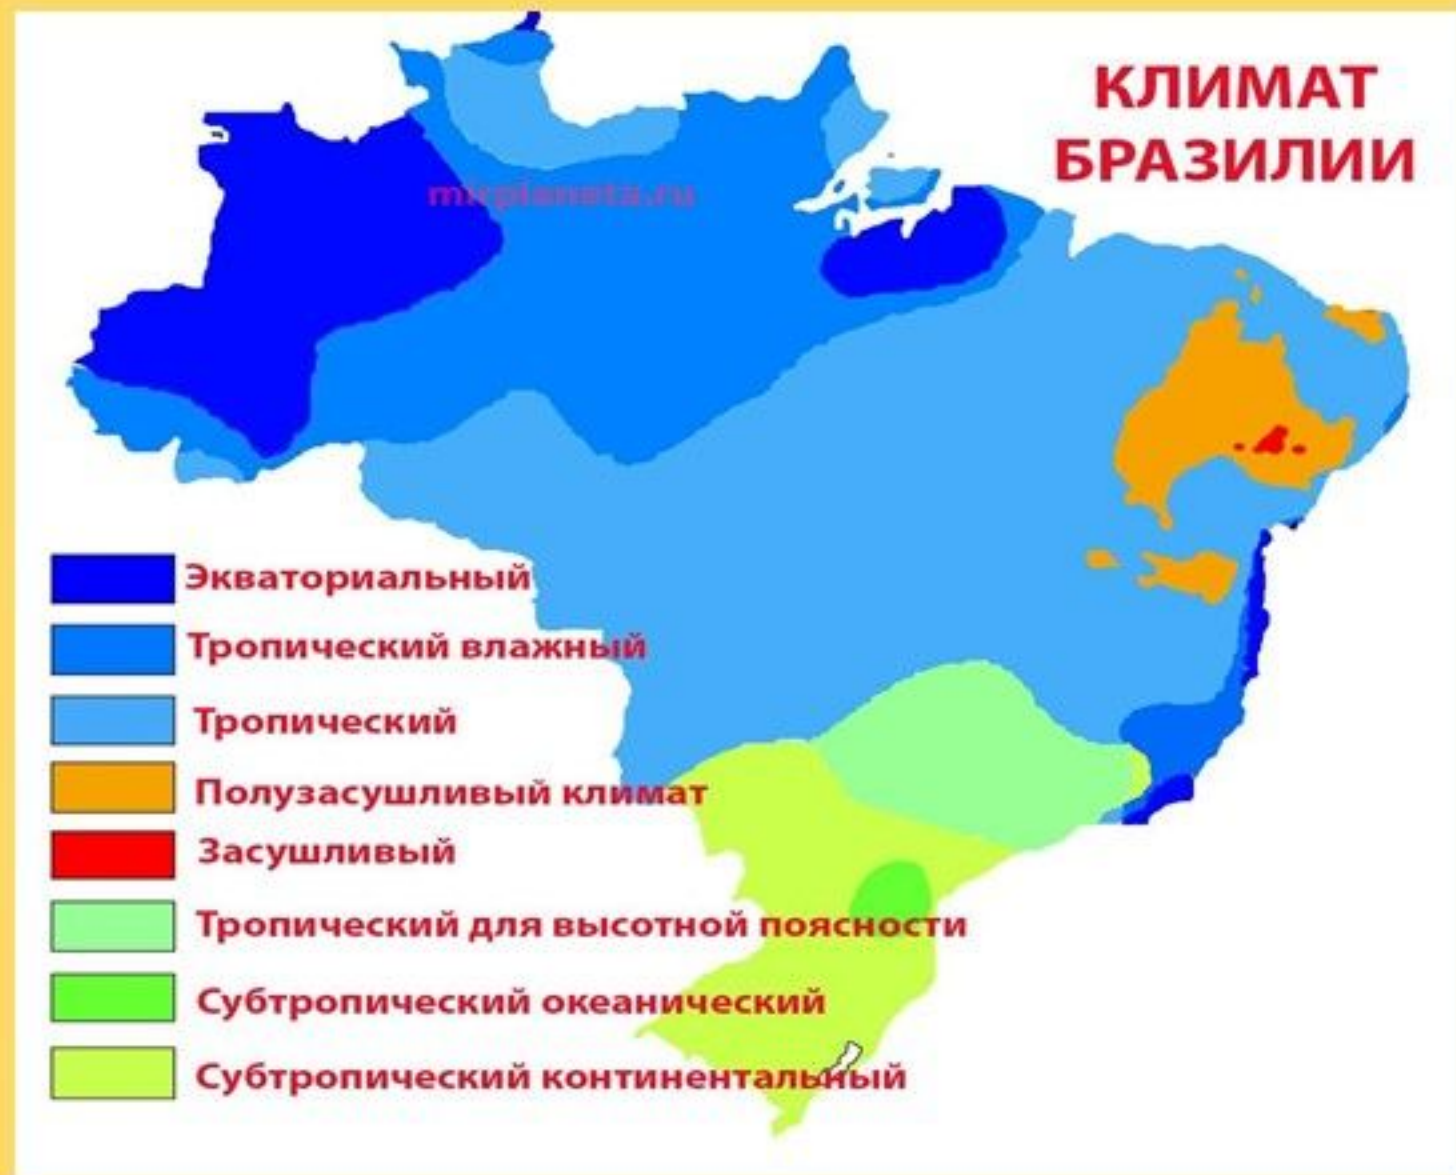 КЛИМАТ
БРАЗИЛИИ
mirplaneta.ru
Экваториальный
Тропический влажный
Тропический
Полузасушливый климат
Засушливый
Тропический для высотной поясности
Субтропический океанический
Субтропический континентальный